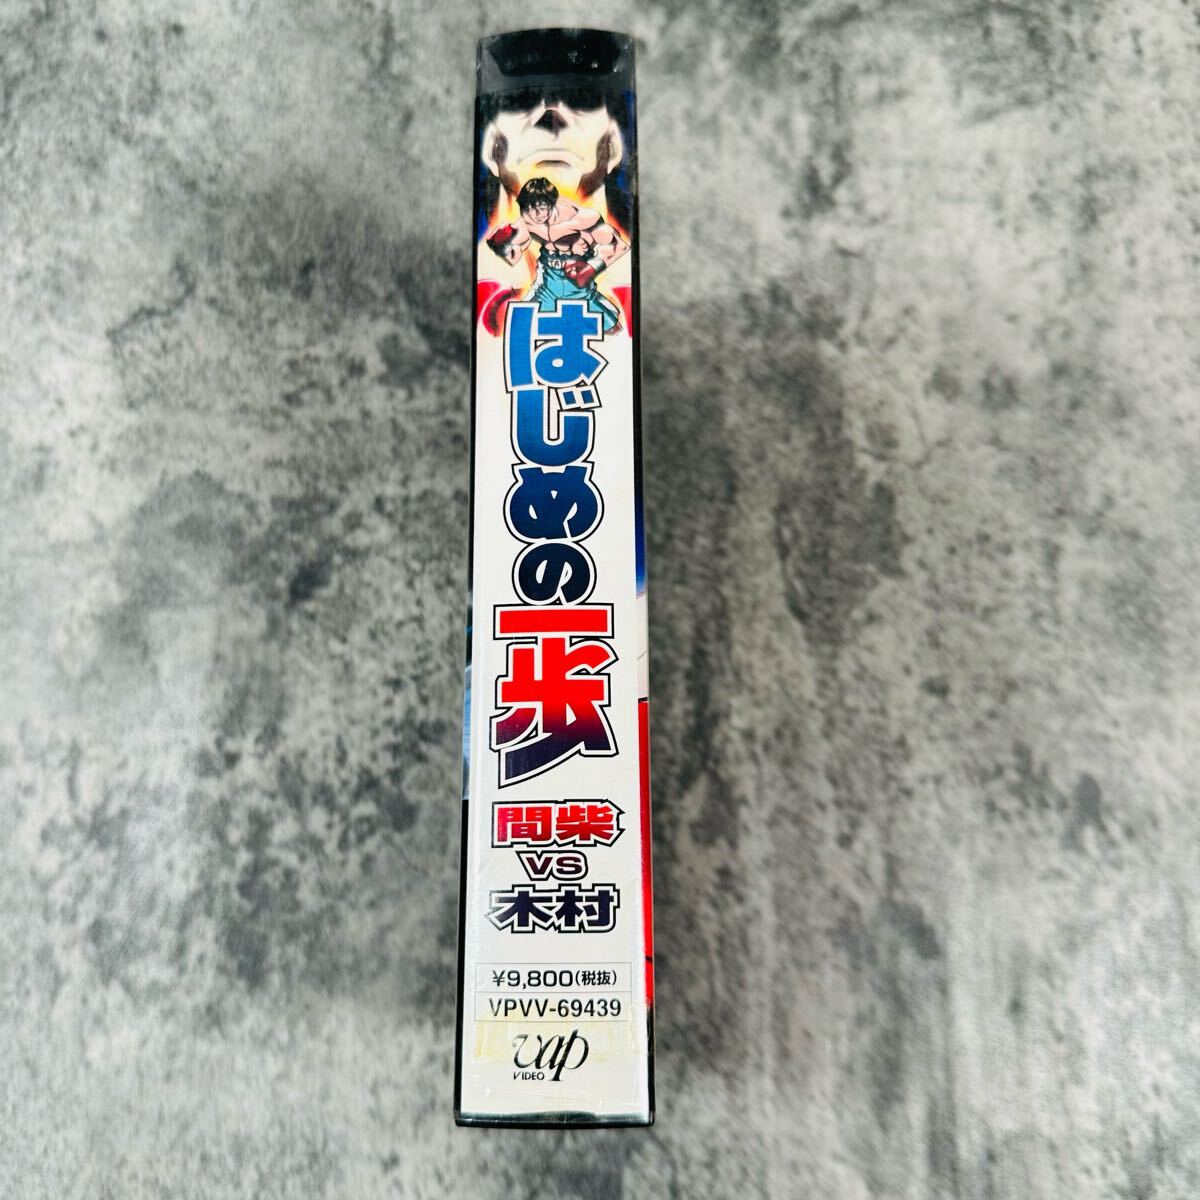 はじめの一歩
間柴
VS
木村
¥9,800(税抜)
VPVV-69439
vap
VIDEO